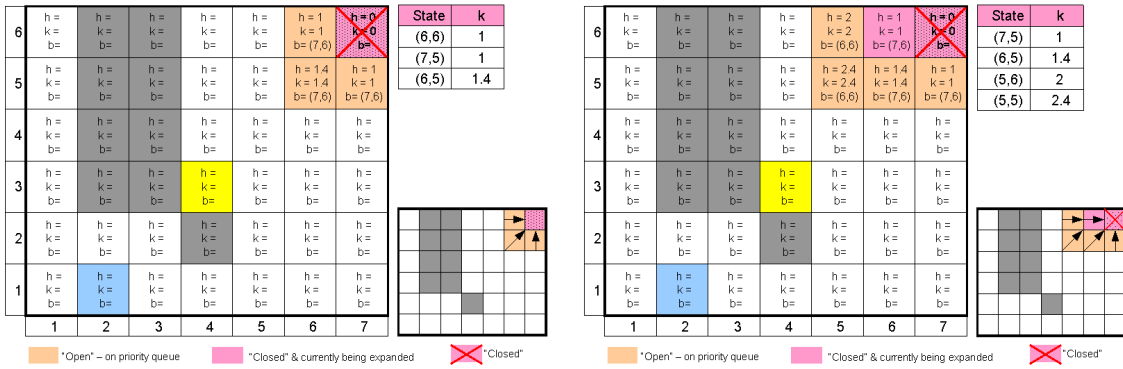 h = h = h = h = h = h = 1 h = 0
6 k = k = k = k = k = k = 1 k = 0
b= b= b= b= b= b= (7,6) b=
h = h = h = h = h = h = 1.4 h = 1
5 k = k = k = k = k = k = 1.4 k = 1
b= b= b= b= b= b= (7,6) b= (7,6)
h = h = h = h = h = h = h =
4 k = k = k = k = k = k = k =
b= b= b= b= b= b= b=
h = h = h = h = h = h = h =
3 k = k = k = k = k = k = k =
b= b= b= b= b= b= b=
h = h = h = h = h = h = h =
2 k = k = k = k = k = k = k =
b= b= b= b= b= b= b=
h = h = h = h = h = h = h =
1 k = k = k = k = k = k = k =
b= b= b= b= b= b= b=
1 2 3 4 5 6 7
State k
(6,6) 1
(7,5) 1
(6,5) 1.4
"Open" – on priority queue "Closed" & currently being expanded "Closed"
h = h = h = h = h = 2 h = 1 h = 0
6 k = k = k = k = k = 2 k = 1 k = 0
b= b= b= b= b= (6,6) b= (7,6) b=
h = h = h = h = h = 2.4 h = 1.4 h = 1
5 k = k = k = k = k = 2.4 k = 1.4 k = 1
b= b= b= b= b= (6,6) b= (7,6) b= (7,6)
h = h = h = h = h = h = h =
4 k = k = k = k = k = k = k =
b= b= b= b= b= b= b=
h = h = h = h = h = h = h =
3 k = k = k = k = k = k = k =
b= b= b= b= b= b= b=
h = h = h = h = h = h = h =
2 k = k = k = k = k = k = k =
b= b= b= b= b= b= b=
h = h = h = h = h = h = h =
1 k = k = k = k = k = k = k =
b= b= b= b= b= b= b=
1 2 3 4 5 6 7
State k
(7,5) 1
(6,5) 1.4
(5,6) 2
(5,5) 2.4
"Open" – on priority queue "Closed" & currently being expanded "Closed"